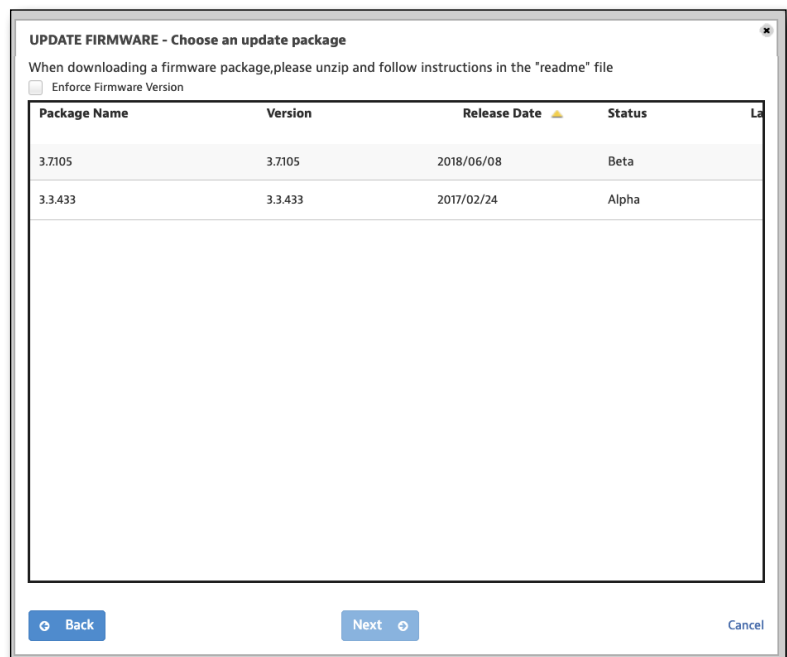 UPDATE FIRMWARE - Choose an update package
When downloading a firmware package,please unzip and follow instructions in the "readme" file
Enforce Firmware Version
Package Name Version Release Date Status La
3.7.105 3.7.105 2018/06/08 Beta
3.3.433 3.3.433 2017/02/24 Alpha
Back Next Cancel